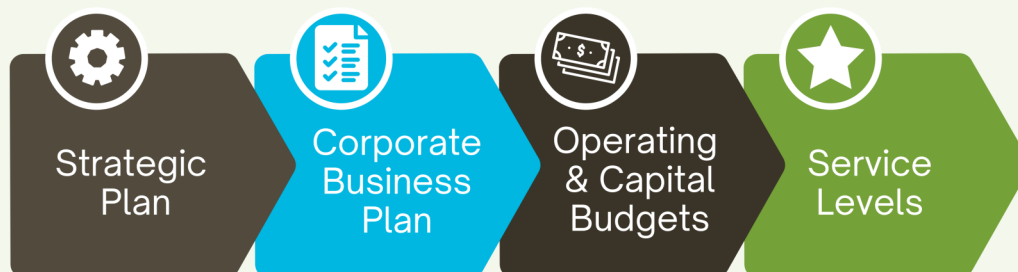 Strategic
Plan
Corporate
Business
Plan
Operating
& Capital
Budgets
Service
Levels